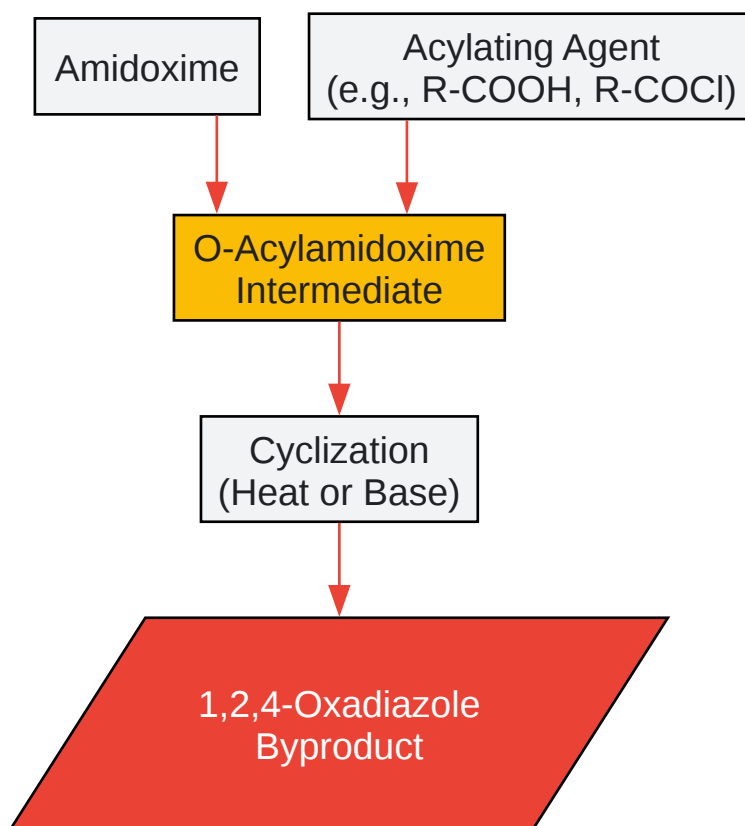 Amidoxime
Acylating Agent
(e.g., R-COOH, R-COCl)
O-Acylamidoxime
Intermediate
Cyclization
(Heat or Base)
1,2,4-Oxadiazole
Byproduct